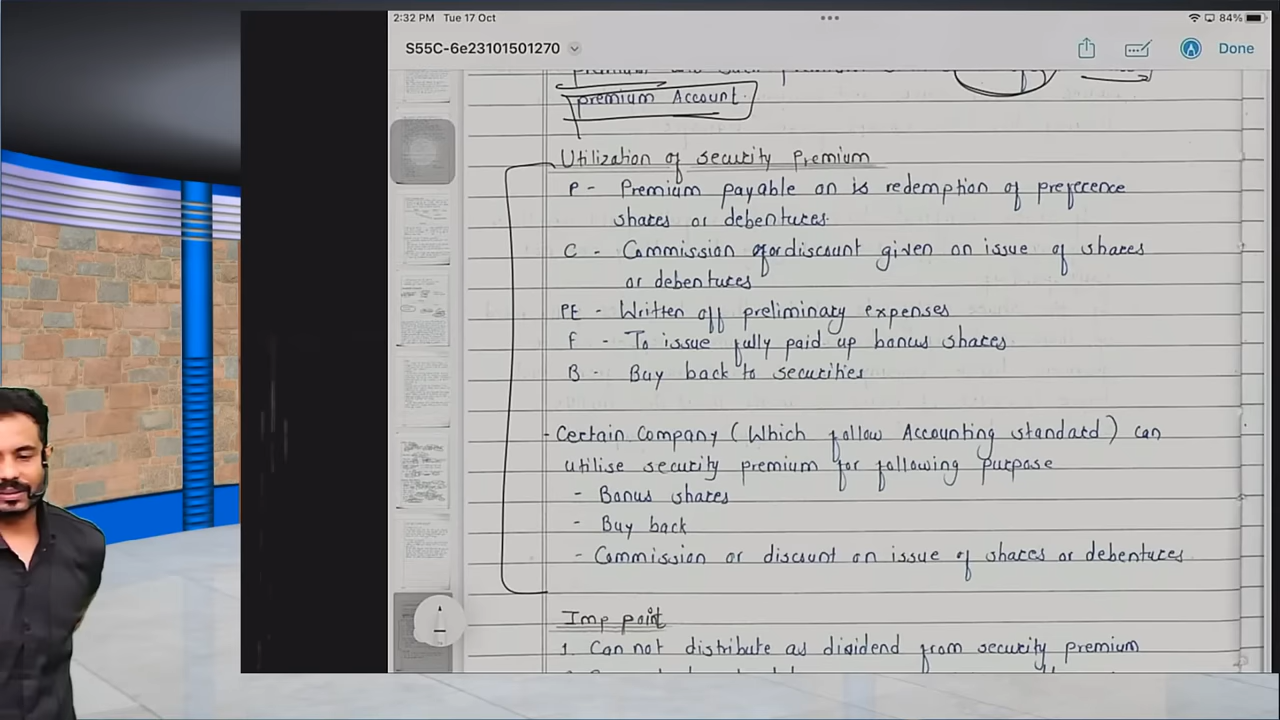 2:32 PM Tue 17 Oct
84%
S55C-6e23101501270
Done
premium Account.
Utilization of security Premium
P - Premium payable on is redemption of preference
shares or debentures.
C - Commission of or discount given on issue of shares
or debentures
PE - Written off preliminary expenses
F - To issue fully paid up bonus shares
B - Buy back to securities
- Certain Company (Which follow Accounting standard) can
utilise security premium for following purpose
- Bonus shares
- Buy back
- Commission or discount on issue of shares or debentures
Imp point
1. Can not distribute as dividend from security premium